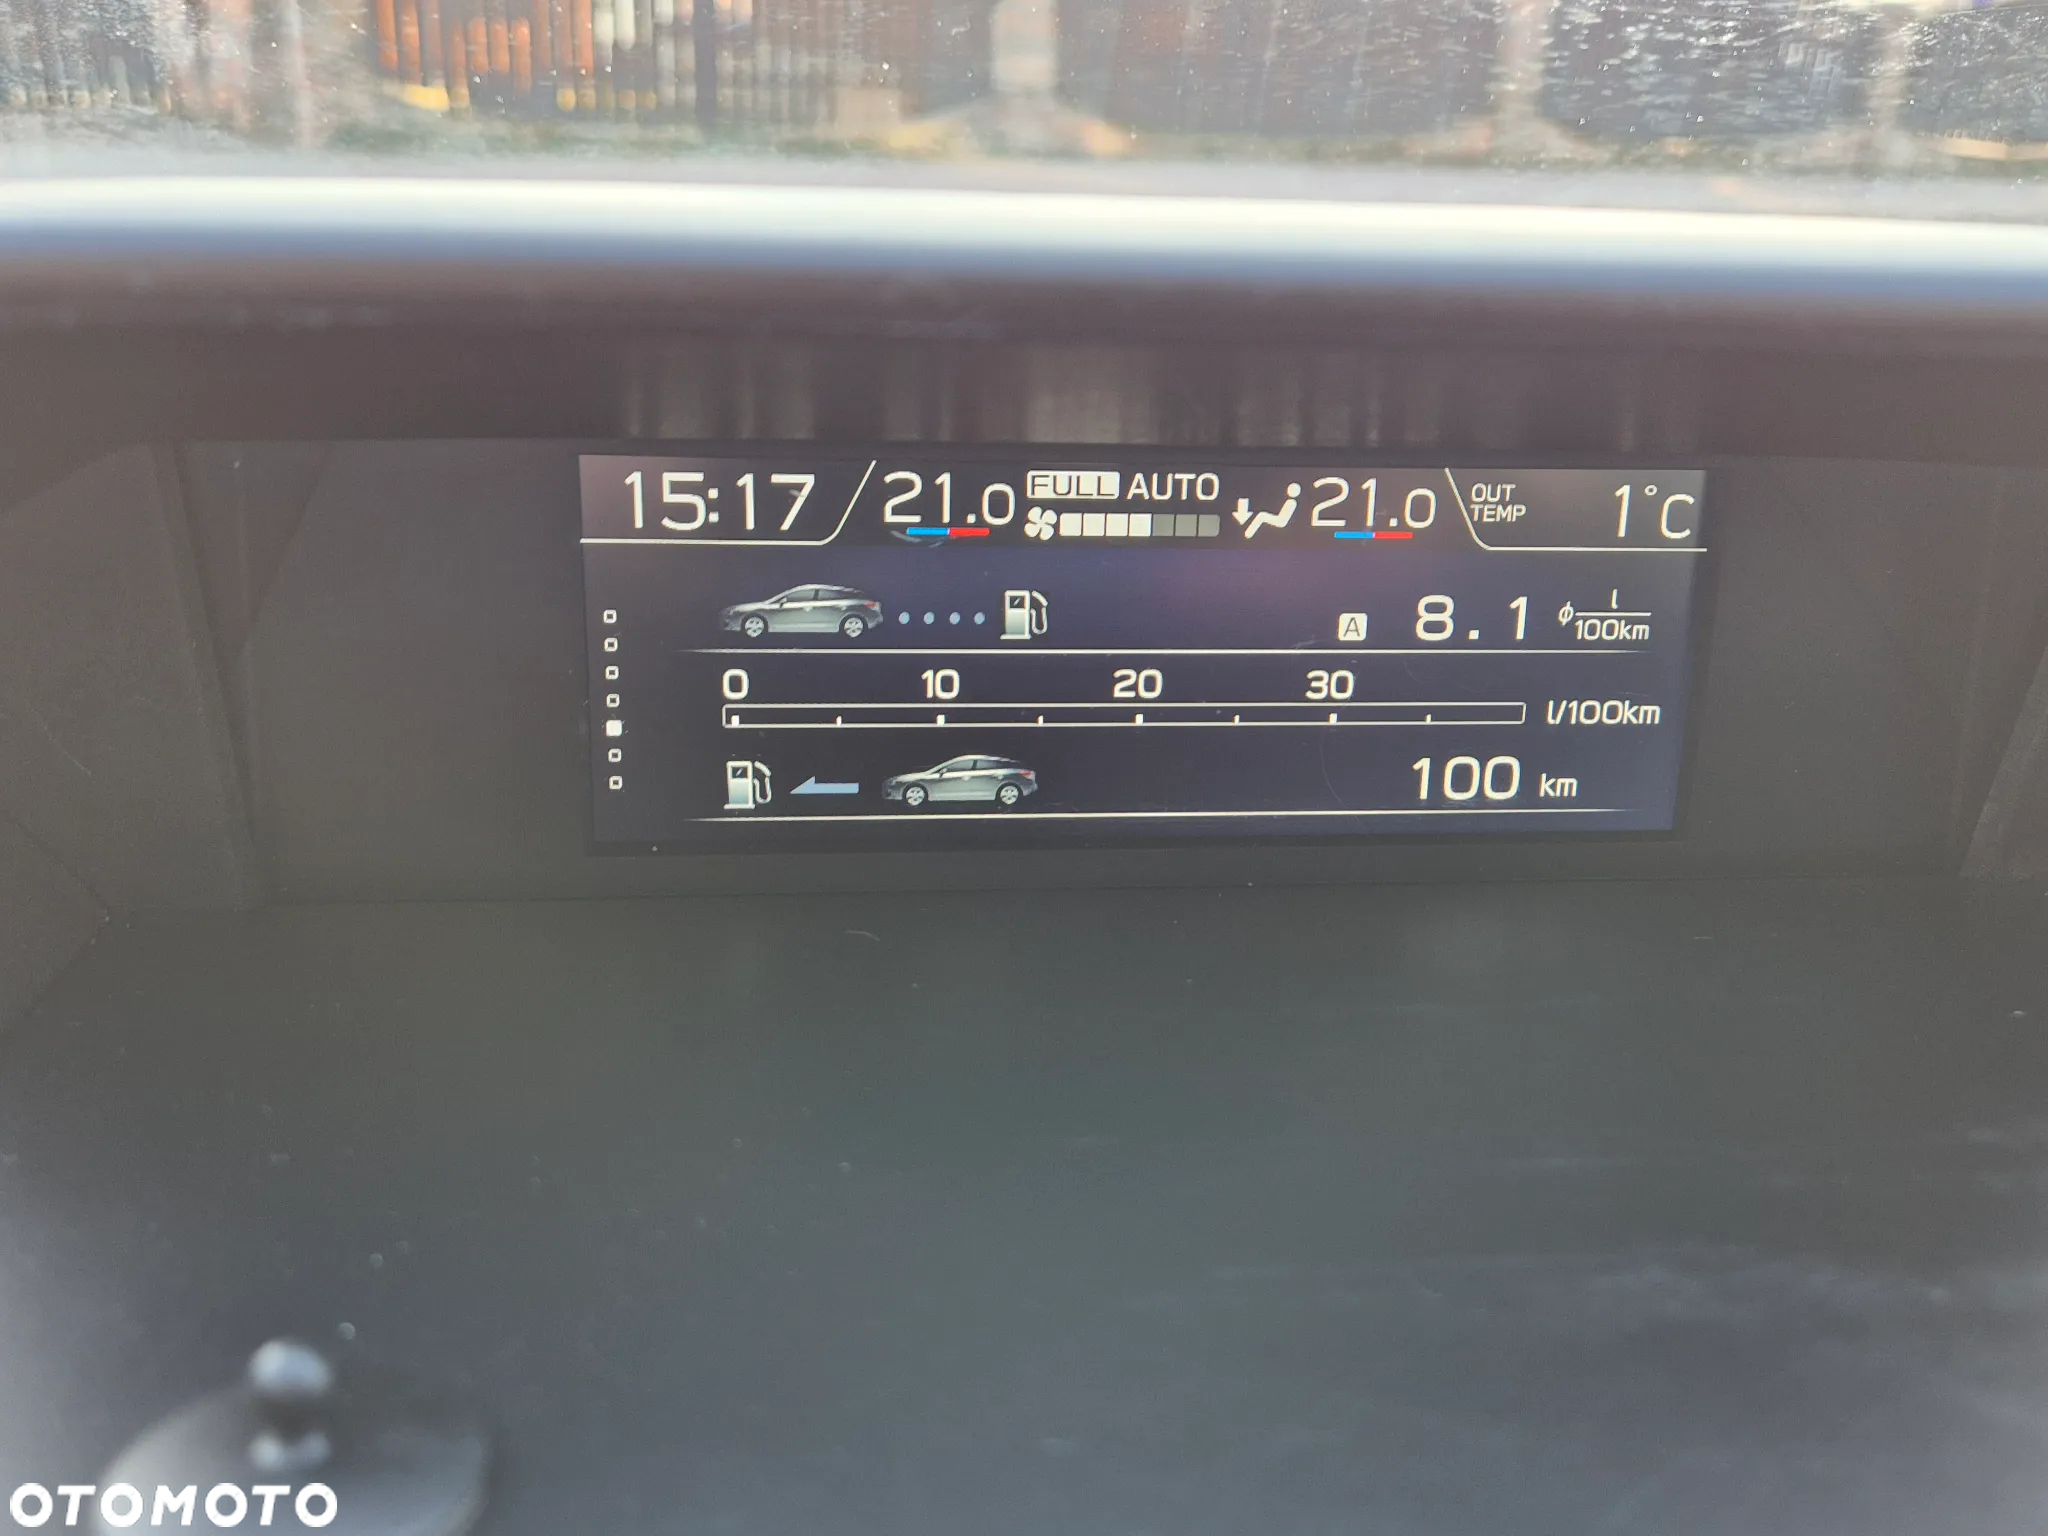 15:17 21.0 FULL AUTO 21.0 OUT TEMP 1°C
A 8.1 ϕ l/100km
0 10 20 30
l/100km
100 km
OTOMOTO